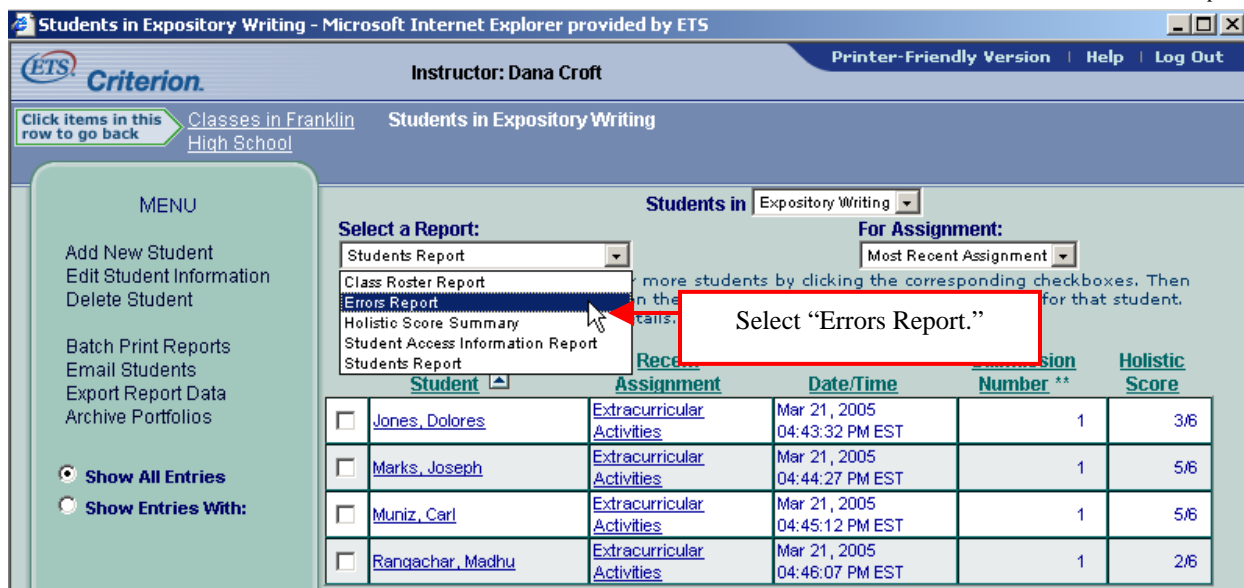 Students in Expository Writing - Microsoft Internet Explorer provided by ETS
ETS Criterion.
Instructor: Dana Croft
Printer-Friendly Version | Help | Log Out
Click items in this row to go back
Classes in Franklin High School
Students in Expository Writing
MENU
Add New Student
Edit Student Information
Delete Student
Batch Print Reports
Email Students
Export Report Data
Archive Portfolios
Show All Entries
Show Entries With:
Students in Expository Writing
Select a Report:
For Assignment:
Students Report
Most Recent Assignment
Class Roster Report
Errors Report
Holistic Score Summary
Student Access Information Report
Students Report
more students by clicking the corresponding checkboxes. Then
for that student.
Select “Errors Report.”
Student
Recent Assignment
Date/Time
Number **
Holistic Score
Jones, Dolores Extracurricular Activities Mar 21, 2005 04:43:32 PM EST 1 3/6
Marks, Joseph Extracurricular Activities Mar 21, 2005 04:44:27 PM EST 1 5/6
Muniz, Carl Extracurricular Activities Mar 21, 2005 04:45:12 PM EST 1 5/6
Rangachar, Madhu Extracurricular Activities Mar 21, 2005 04:46:07 PM EST 1 2/6